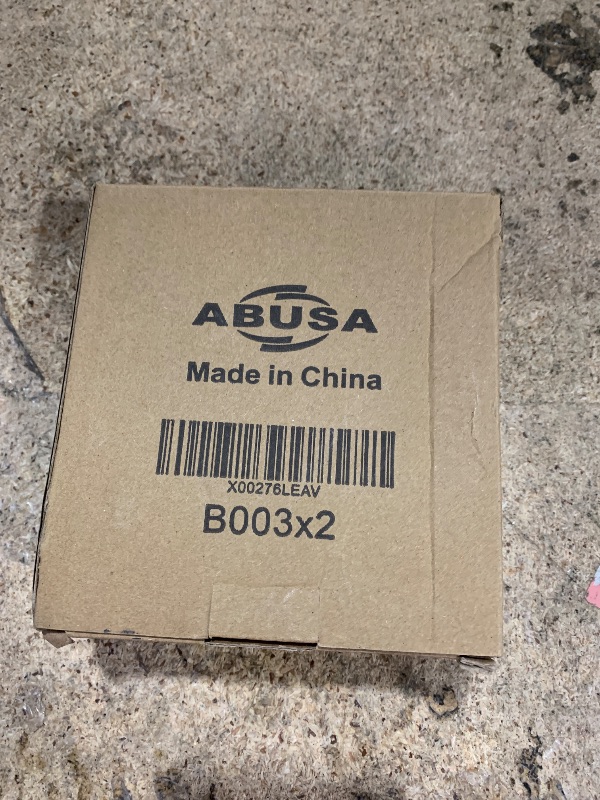 ABUSA
Made in China
X00276LEAV
B003x2